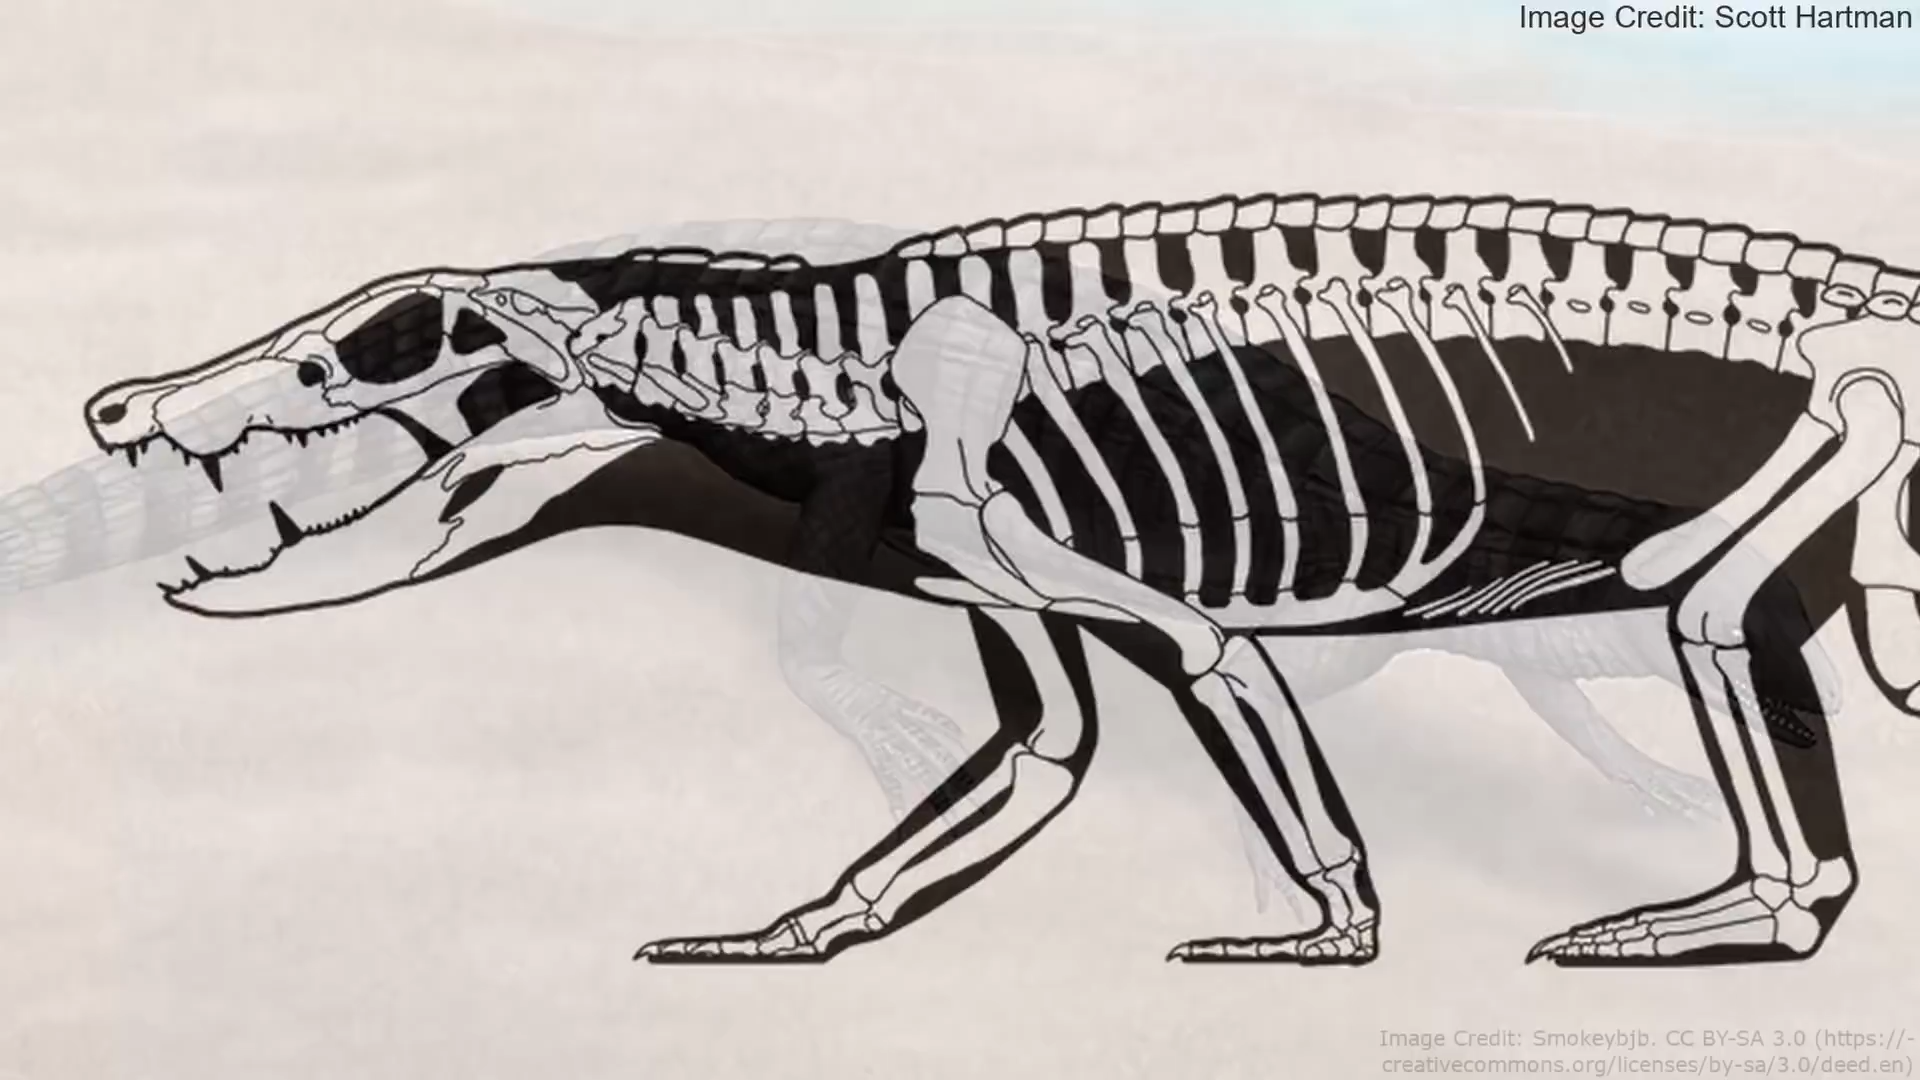 Image Credit: Scott Hartman
Image Credit: Smokeybjb. CC BY-SA 3.0 (https://-
creativecommons.org/licenses/by-sa/3.0/deed.en)